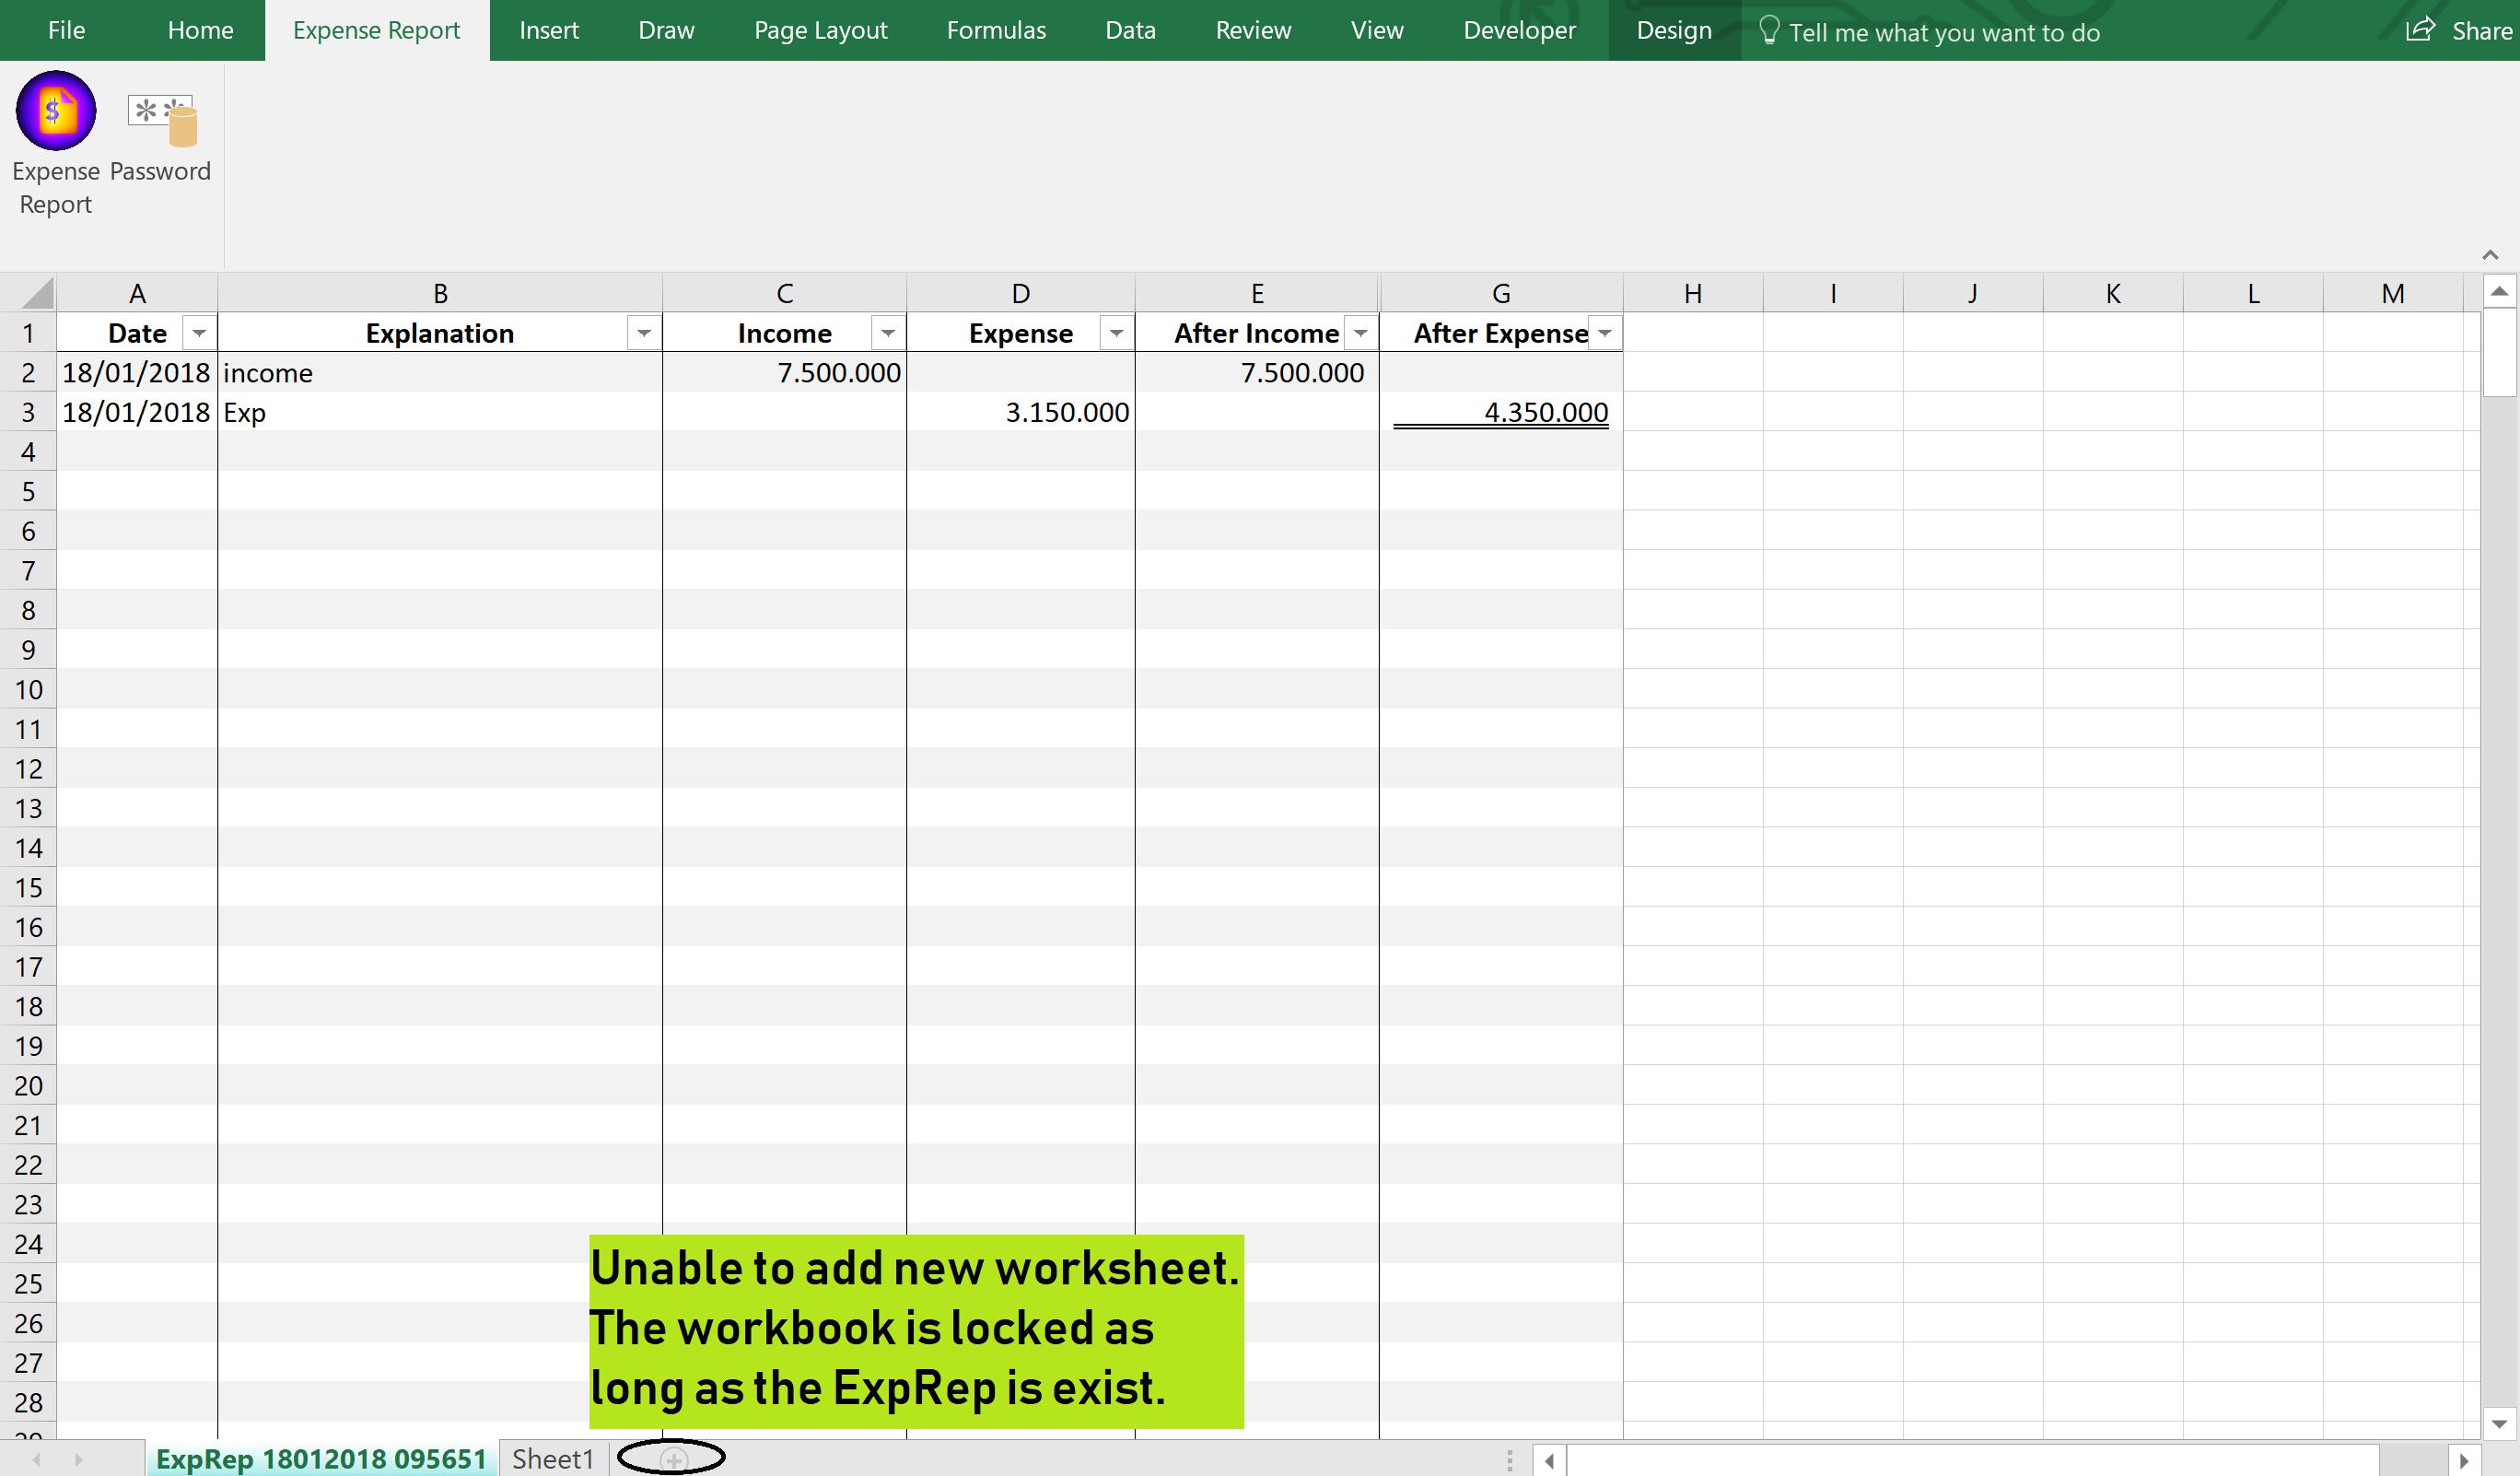 File Home Expense Report Insert Draw Page Layout Formulas Data Review View Developer Design Tell me what you want to do Share
$ **
Expense Password
Report
A B C D E G H I J K L M
1 Date Explanation Income Expense After Income After Expense
2 18/01/2018 income 7.500.000 7.500.000
3 18/01/2018 Exp 3.150.000 4.350.000
4
5
6
7
8
9
10
11
12
13
14
15
16
17
18
19
20
21
22
23
24
25
26
27
28
29
Unable to add new worksheet.
The workbook is locked as
long as the ExpRep is exist.
ExpRep 18012018 095651 Sheet1